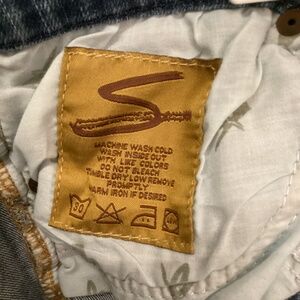 MACHINE WASH COLD
WASH INSIDE OUT
WITH LIKE COLORS
DO NOT BLEACH
TUMBLE DRY LOW REMOVE
PROMPTLY
WARM IRON IF DESIRED
30